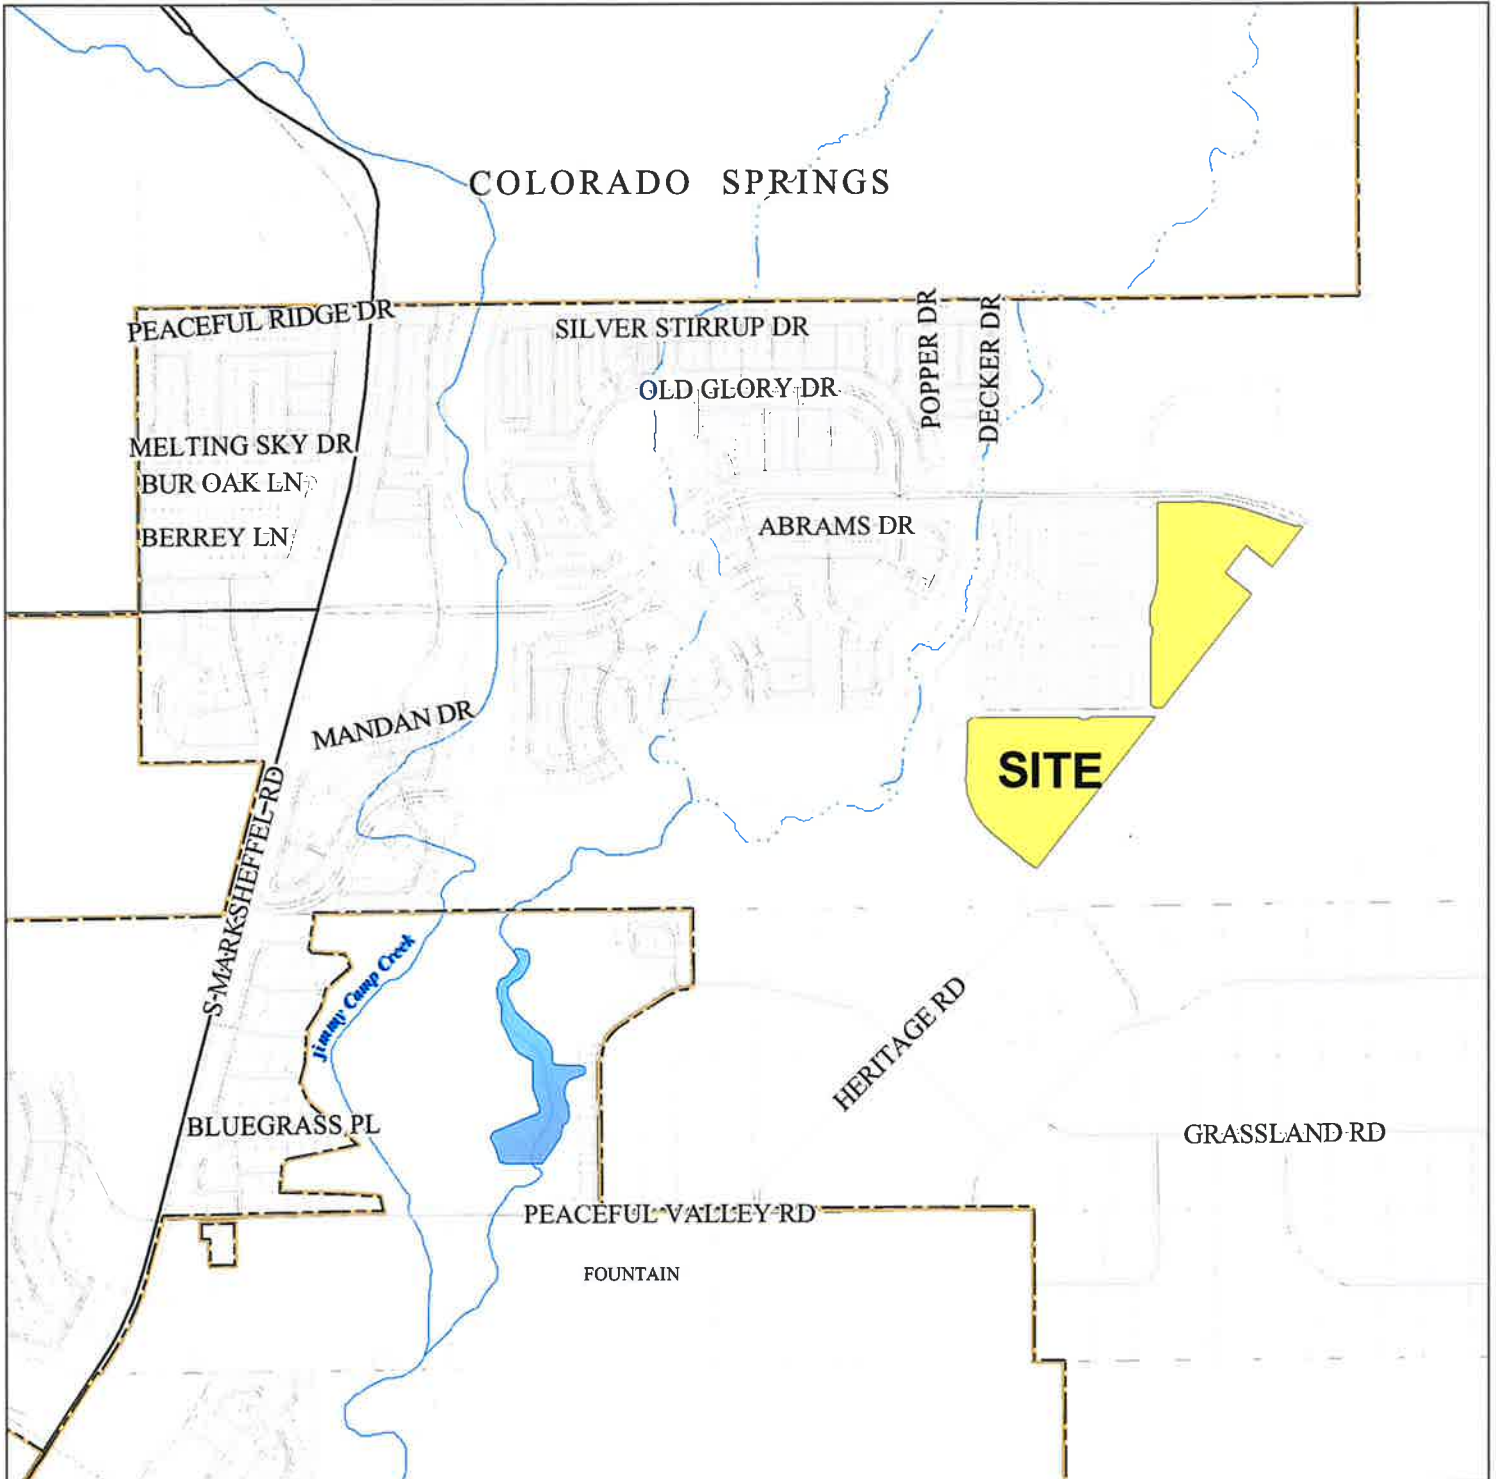 COLORADO SPRINGS
PEACEFUL RIDGE DR
SILVER STIRRUP DR
POPPER DR
DECKER DR
OLD GLORY DR
MELTING SKY DR
BUR OAK LN
ABRAMS DR
BERREY LN
MANDAN DR
SITE
S MARKSHEFFEL RD
Jimmy Camp Creek
HERITAGE RD
BLUEGRASS PL
GRASSLAND RD
PEACEFUL VALLEY RD
FOUNTAIN